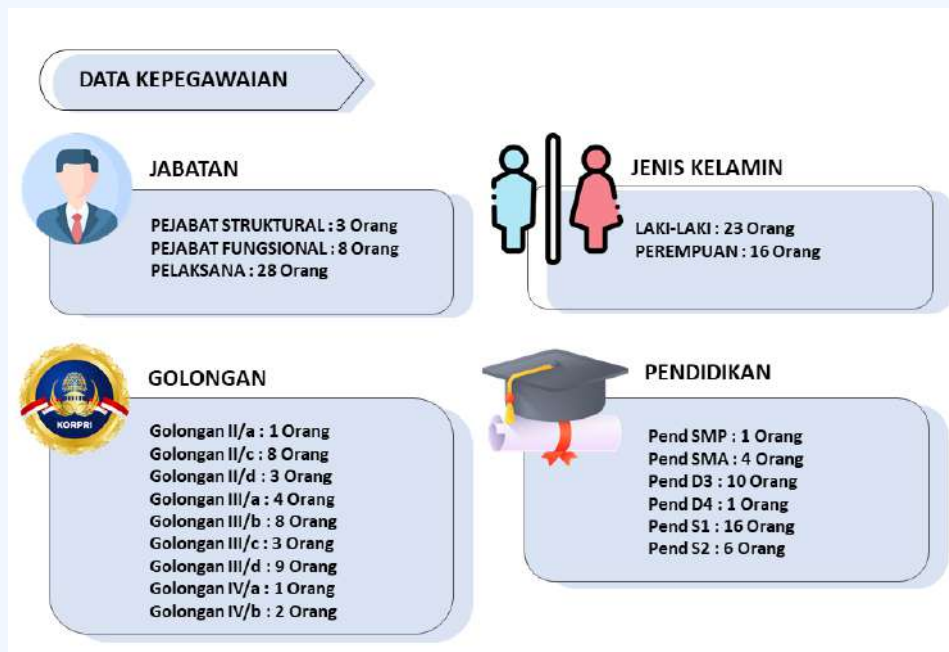 DATA KEPEGAWAIAN
JABATAN
PEJABAT STRUKTURAL : 3 Orang
PEJABAT FUNGSIONAL : 8 Orang
PELAKSANA : 28 Orang
JENIS KELAMIN
LAKI-LAKI : 23 Orang
PEREMPUAN : 16 Orang
GOLONGAN
KORPRI
Golongan II/a : 1 Orang
Golongan II/c : 8 Orang
Golongan II/d : 3 Orang
Golongan III/a : 4 Orang
Golongan III/b : 8 Orang
Golongan III/c : 3 Orang
Golongan III/d : 9 Orang
Golongan IV/a : 1 Orang
Golongan IV/b : 2 Orang
PENDIDIKAN
Pend SMP : 1 Orang
Pend SMA : 4 Orang
Pend D3 : 10 Orang
Pend D4 : 1 Orang
Pend S1 : 16 Orang
Pend S2 : 6 Orang